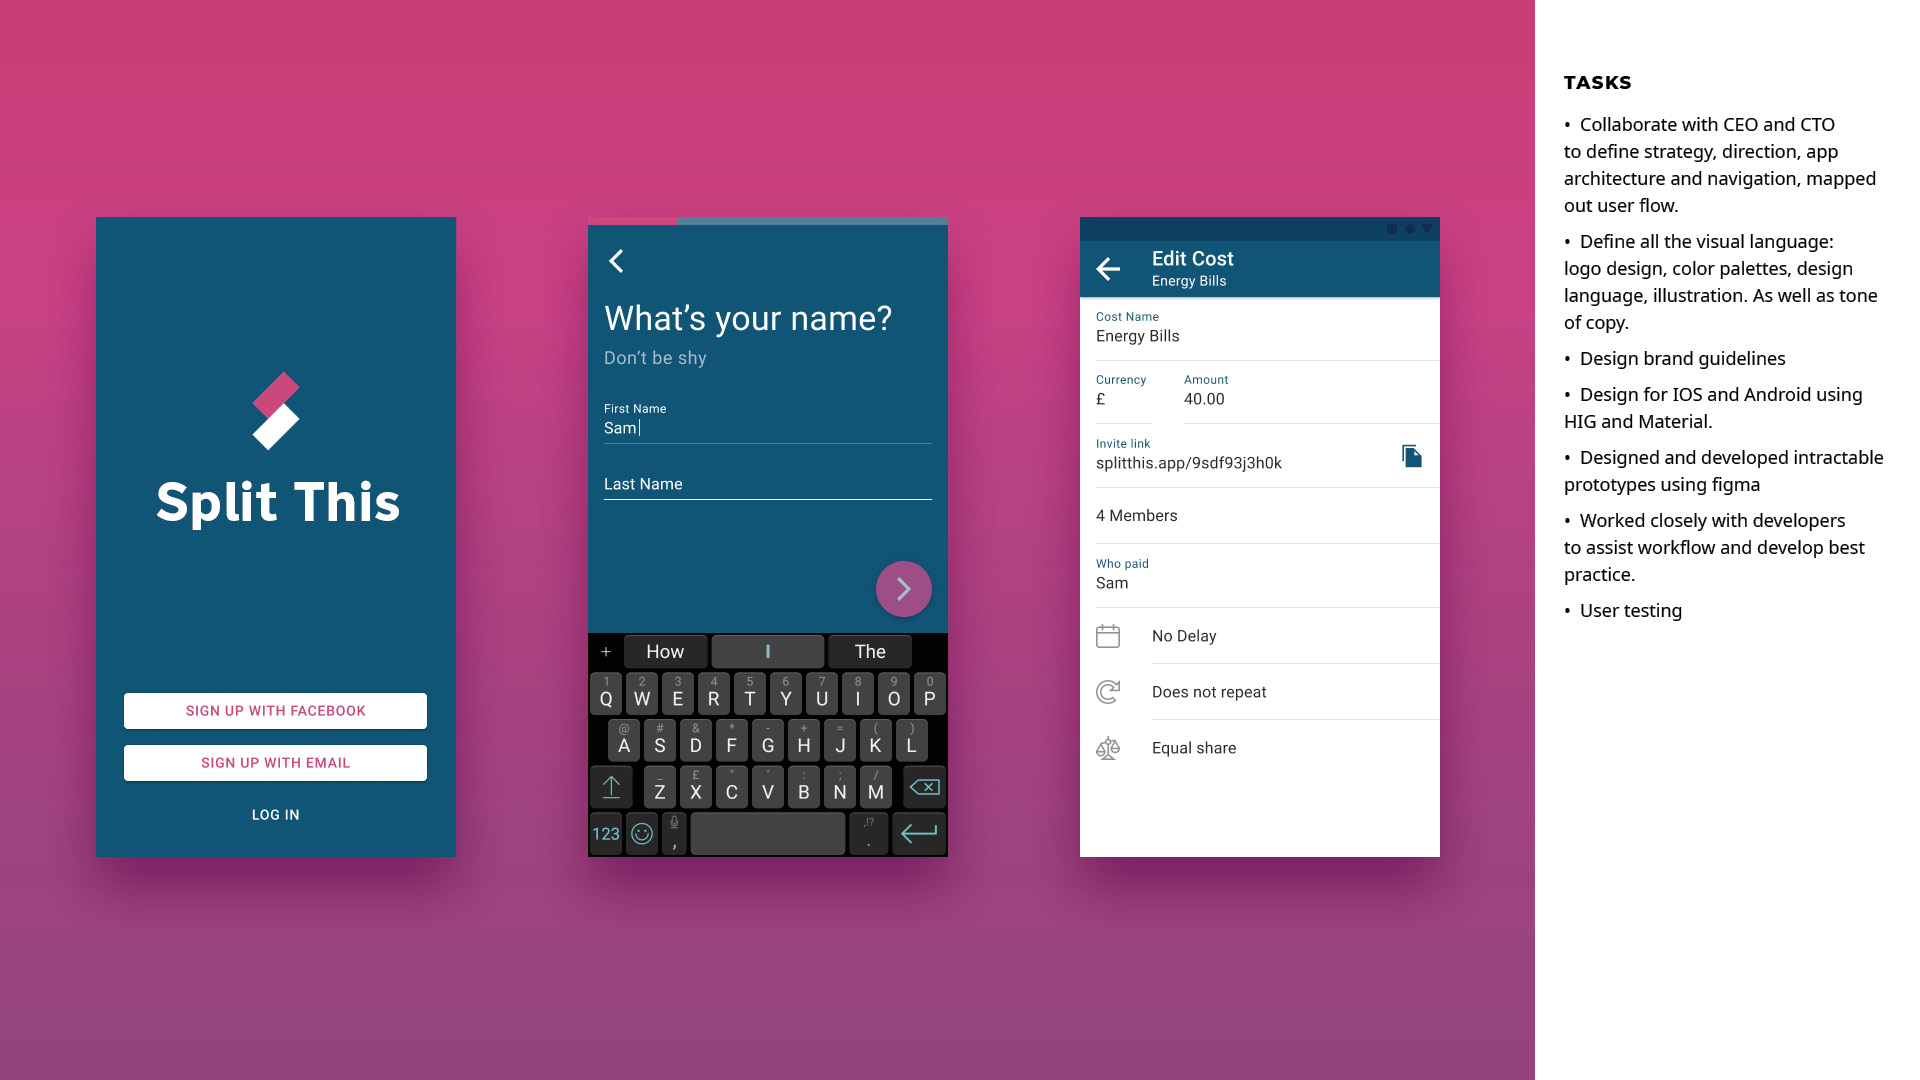 Split This
SIGN UP WITH FACEBOOK
SIGN UP WITH EMAIL
LOG IN
What’s your name?
Don’t be shy
First Name
Sam
Last Name
+ How I The
1 2 3 4 5 6 7 8 9 0
Q W E R T Y U I O P
@ # & * - + = ( )
A S D F G H J K L
_ £ " ' : ; /
Z X C V B N M
,!?
123 , .
Edit Cost
Energy Bills
Cost Name
Energy Bills
Currency Amount
£ 40.00
Invite link
splitthis.app/9sdf93j3h0k
4 Members
Who paid
Sam
No Delay
Does not repeat
Equal share
TASKS
• Collaborate with CEO and CTO
to define strategy, direction, app
architecture and navigation, mapped
out user flow.
• Define all the visual language:
logo design, color palettes, design
language, illustration. As well as tone
of copy.
• Design brand guidelines
• Design for IOS and Android using
HIG and Material.
• Designed and developed intractable
prototypes using figma
• Worked closely with developers
to assist workflow and develop best
practice.
• User testing